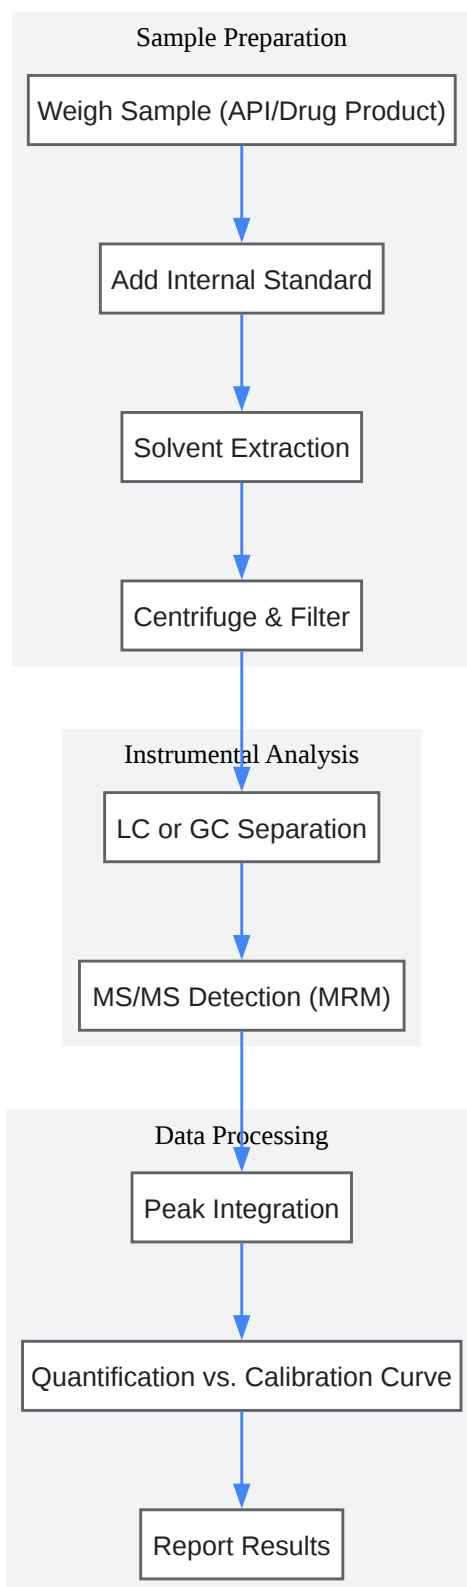 Sample Preparation
Weigh Sample (API/Drug Product)
Add Internal Standard
Solvent Extraction
Centrifuge & Filter
Instrumental Analysis
LC or GC Separation
MS/MS Detection (MRM)
Data Processing
Peak Integration
Quantification vs. Calibration Curve
Report Results